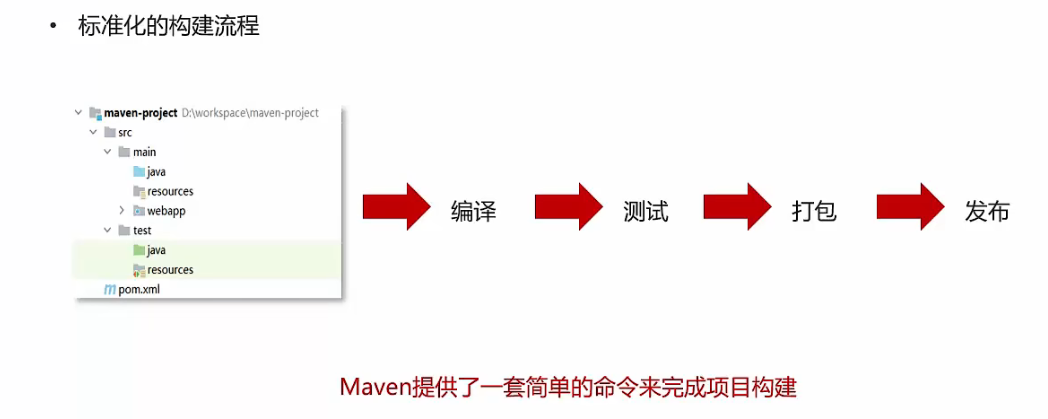 • 标准化的构建流程
maven-project D:\workspace\maven-project
src
main
java
resources
webapp
test
java
resources
pom.xml
编译 测试 打包 发布
Maven提供了一套简单的命令来完成项目构建